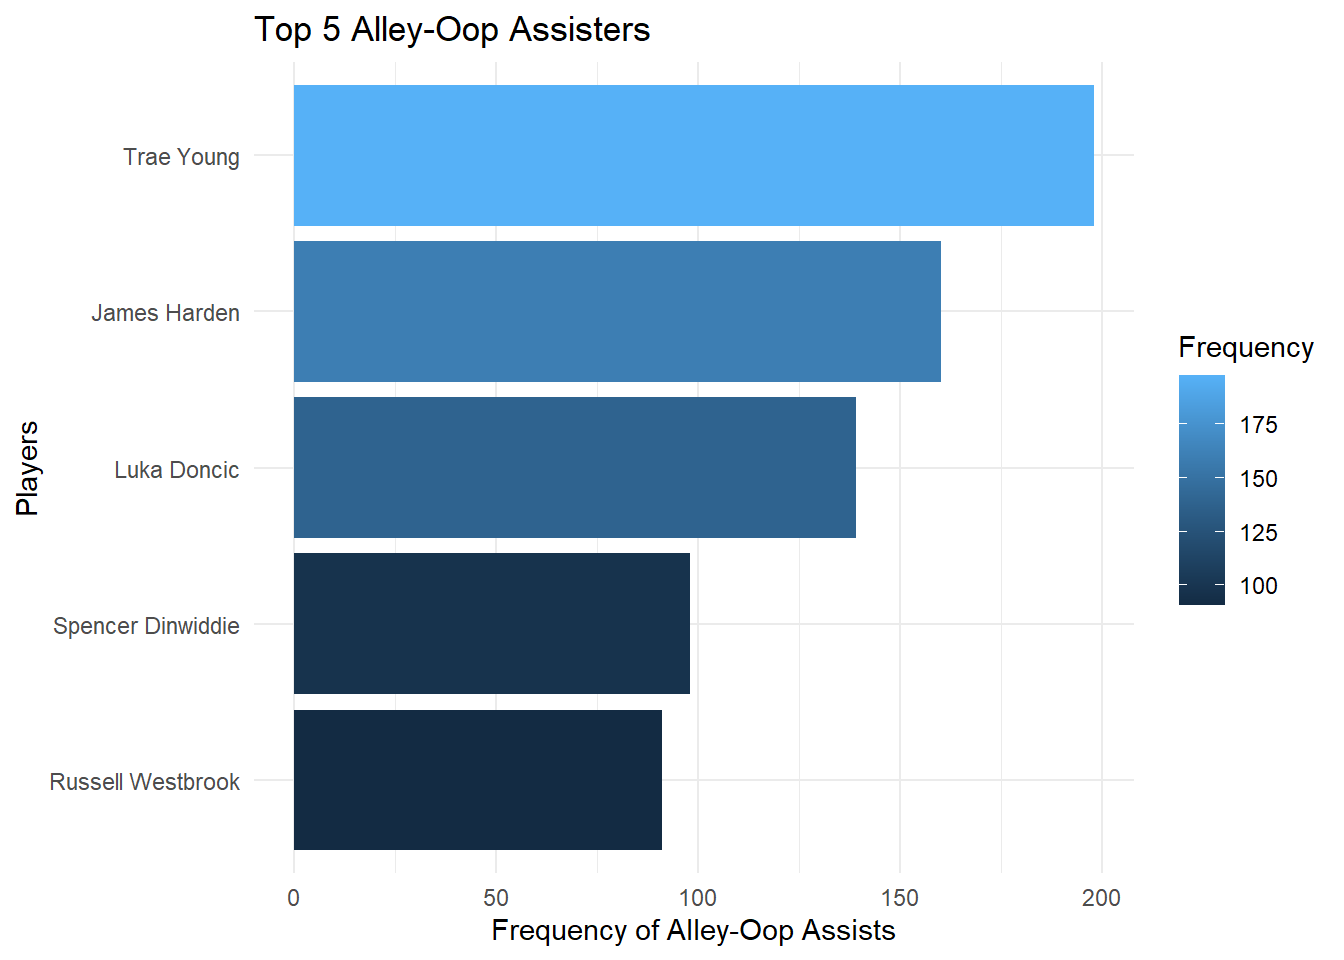 Top 5 Alley-Oop Assisters
Players
Trae Young
James Harden
Luka Doncic
Spencer Dinwiddie
Russell Westbrook
0 50 100 150 200
Frequency of Alley-Oop Assists
Frequency
175
150
125
100